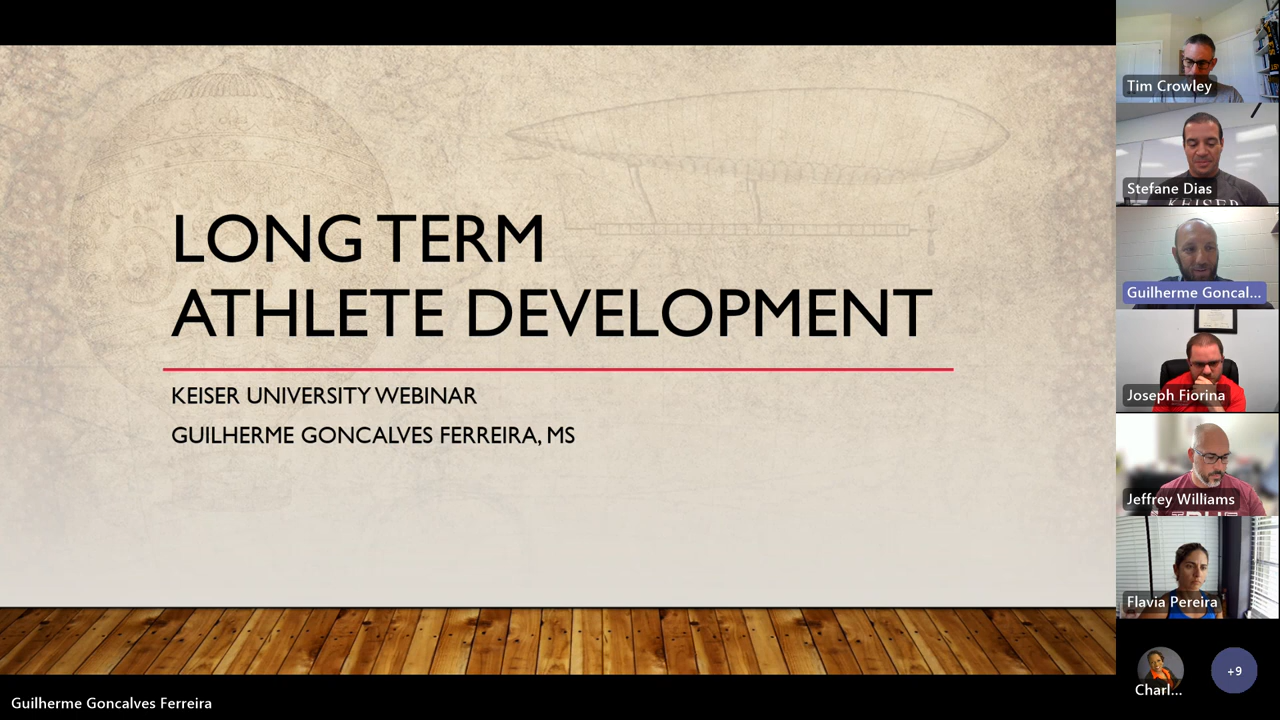 LONG TERM
ATHLETE DEVELOPMENT
KEISER UNIVERSITY WEBINAR
GUILHERME GONCALVES FERREIRA, MS
Tim Crowley
Stefane Dias
KEISER
Guilherme Goncal...
Joseph Fiorina
Jeffrey Williams
Flavia Pereira
Charl...
+9
Guilherme Goncalves Ferreira